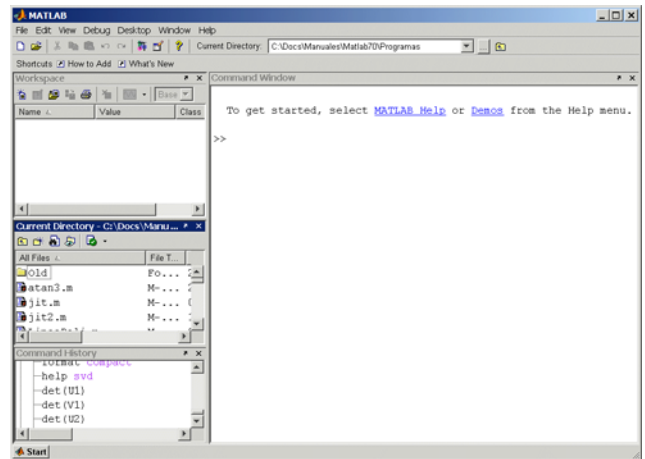 MATLAB
File Edit View Debug Desktop Window Help
Current Directory: C:\Docs\Manuales\Matlab70\Programas
Shortcuts How to Add What's New
Workspace
Base
Name Value Class
Current Directory - C:\Docs\Manu...
All Files File T...
Old Fo...
atan3.m M-...
jit.m M-...
jit2.m M-...
Command History
format compact
help svd
det(U1)
det(V1)
det(U2)
Command Window
To get started, select MATLAB Help or Demos from the Help menu.
>>
Start